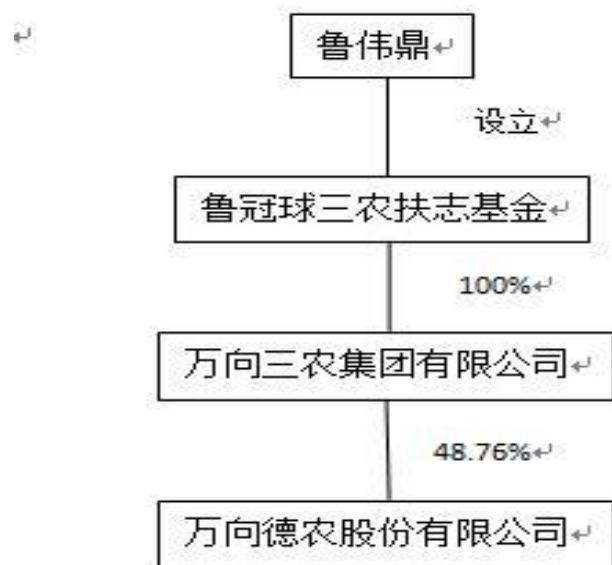 鲁伟鼎
设立
鲁冠球三农扶志基金
100%
万向三农集团有限公司
48.76%
万向德农股份有限公司